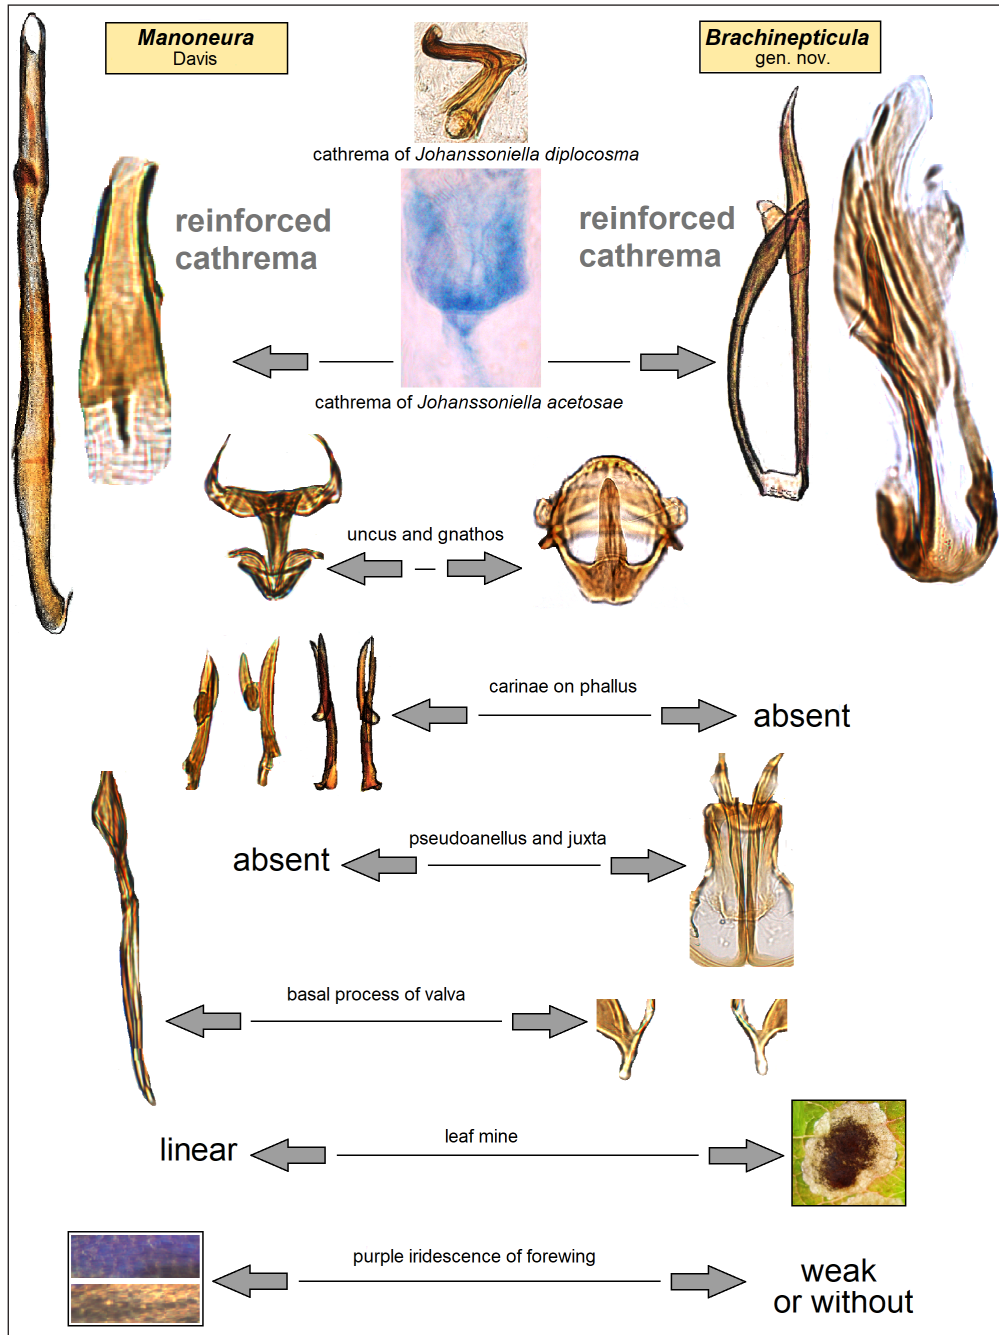 Manoneura
Davis
Brachinepticula
gen. nov.
cathrema of Johanssoniella diplocosma
reinforced
cathrema
reinforced
cathrema
cathrema of Johanssoniella acetosae
uncus and gnathos
carinae on phallus
absent
pseudoanellus and juxta
absent
basal process of valva
linear
leaf mine
purple iridescence of forewing
weak
or without